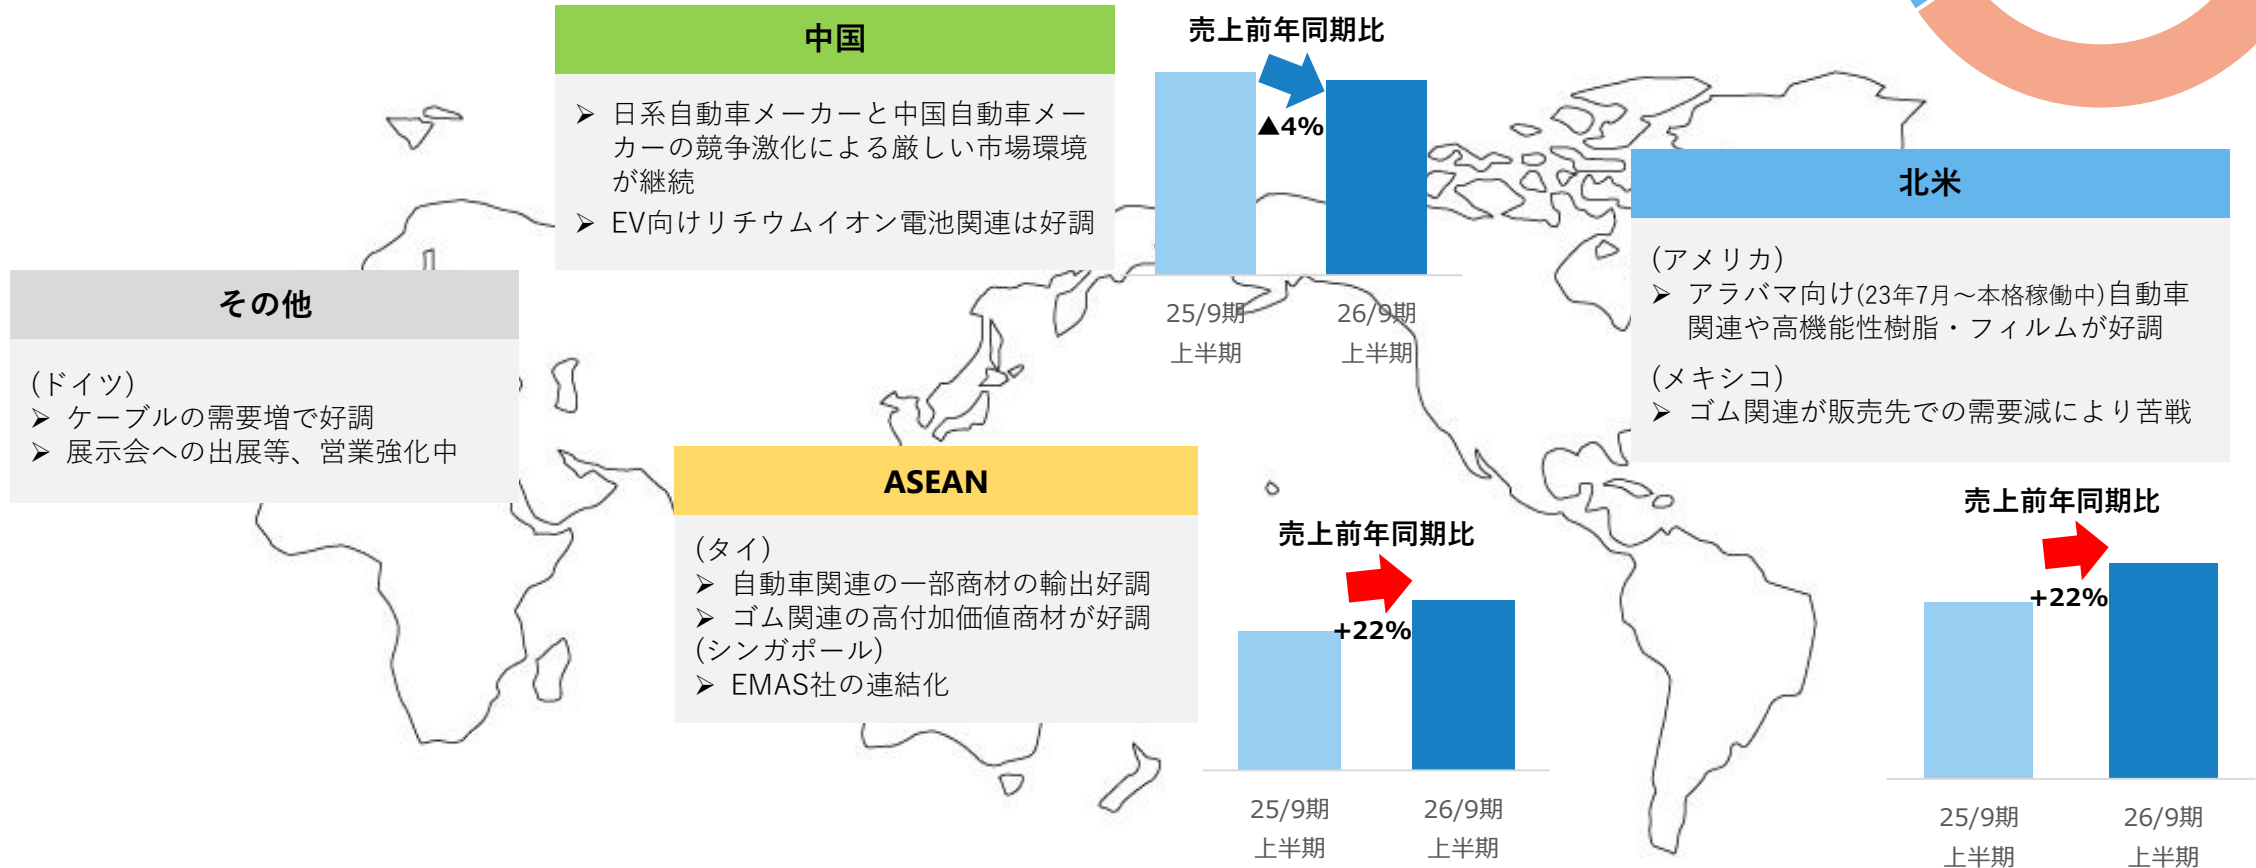 中国
➢ 日系自動車メーカーと中国自動車メー
カーの競争激化による厳しい市場環境
が継続
➢ EV向けリチウムイオン電池関連は好調
売上前年同期比
▲4%
25/9期
上半期
26/9期
上半期
北米
(アメリカ)
➢ アラバマ向け(23年7月～本格稼働中)自動車
関連や高機能性樹脂・フィルムが好調
(メキシコ)
➢ ゴム関連が販売先での需要減により苦戦
売上前年同期比
+22%
25/9期
上半期
26/9期
上半期
その他
(ドイツ)
➢ ケーブルの需要増で好調
➢ 展示会への出展等、営業強化中
ASEAN
(タイ)
➢ 自動車関連の一部商材の輸出好調
➢ ゴム関連の高付加価値商材が好調
(シンガポール)
➢ EMAS社の連結化
売上前年同期比
+22%
25/9期
上半期
26/9期
上半期